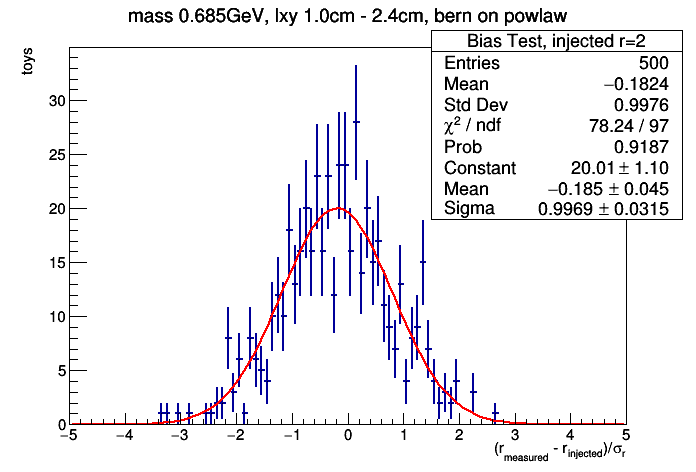 mass 0.685GeV, lxy 1.0cm - 2.4cm, bern on powlaw
Bias Test, injected r=2
Entries 500
Mean −0.1824
Std Dev 0.9976
χ² / ndf 78.24 / 97
Prob 0.9187
Constant 20.01 ± 1.10
Mean −0.185 ± 0.045
Sigma 0.9969 ± 0.0315
toys
30
25
20
15
10
5
0
−5 −4 −3 −2 −1 0 1 2 3 4 5
(r_measured - r_injected)/σ_r